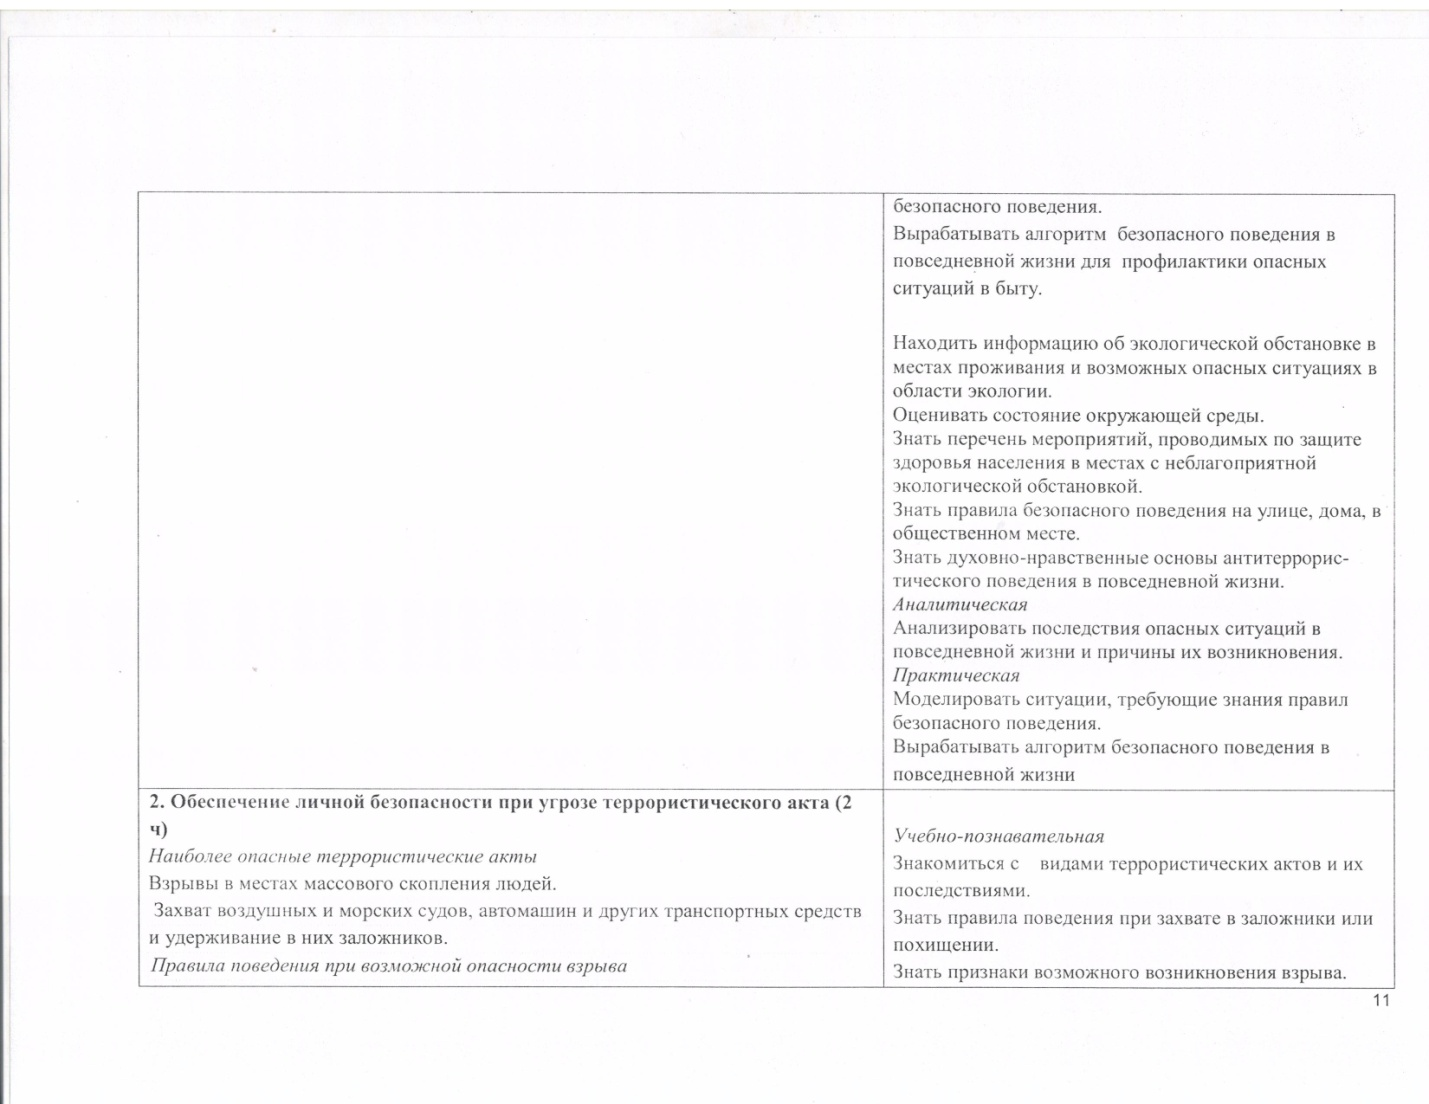 безопасного поведения.
Вырабатывать алгоритм безопасного поведения в
повседневной жизни для профилактики опасных
ситуаций в быту.
Находить информацию об экологической обстановке в
местах проживания и возможных опасных ситуациях в
области экологии.
Оценивать состояние окружающей среды.
Знать перечень мероприятий, проводимых по защите
здоровья населения в местах с неблагоприятной
экологической обстановкой.
Знать правила безопасного поведения на улице, дома, в
общественном месте.
Знать духовно-нравственные основы антитеррорис-
тического поведения в повседневной жизни.
Аналитическая
Анализировать последствия опасных ситуаций в
повседневной жизни и причины их возникновения.
Практическая
Моделировать ситуации, требующие знания правил
безопасного поведения.
Вырабатывать алгоритм безопасного поведения в
повседневной жизни
2. Обеспечение личной безопасности при угрозе террористического акта (2
ч)
Наиболее опасные террористические акты
Взрывы в местах массового скопления людей.
Захват воздушных и морских судов, автомашин и других транспортных средств
и удерживание в них заложников.
Правила поведения при возможной опасности взрыва
Учебно-познавательная
Знакомиться с видами террористических актов и их
последствиями.
Знать правила поведения при захвате в заложники или
похищении.
Знать признаки возможного возникновения взрыва.
11